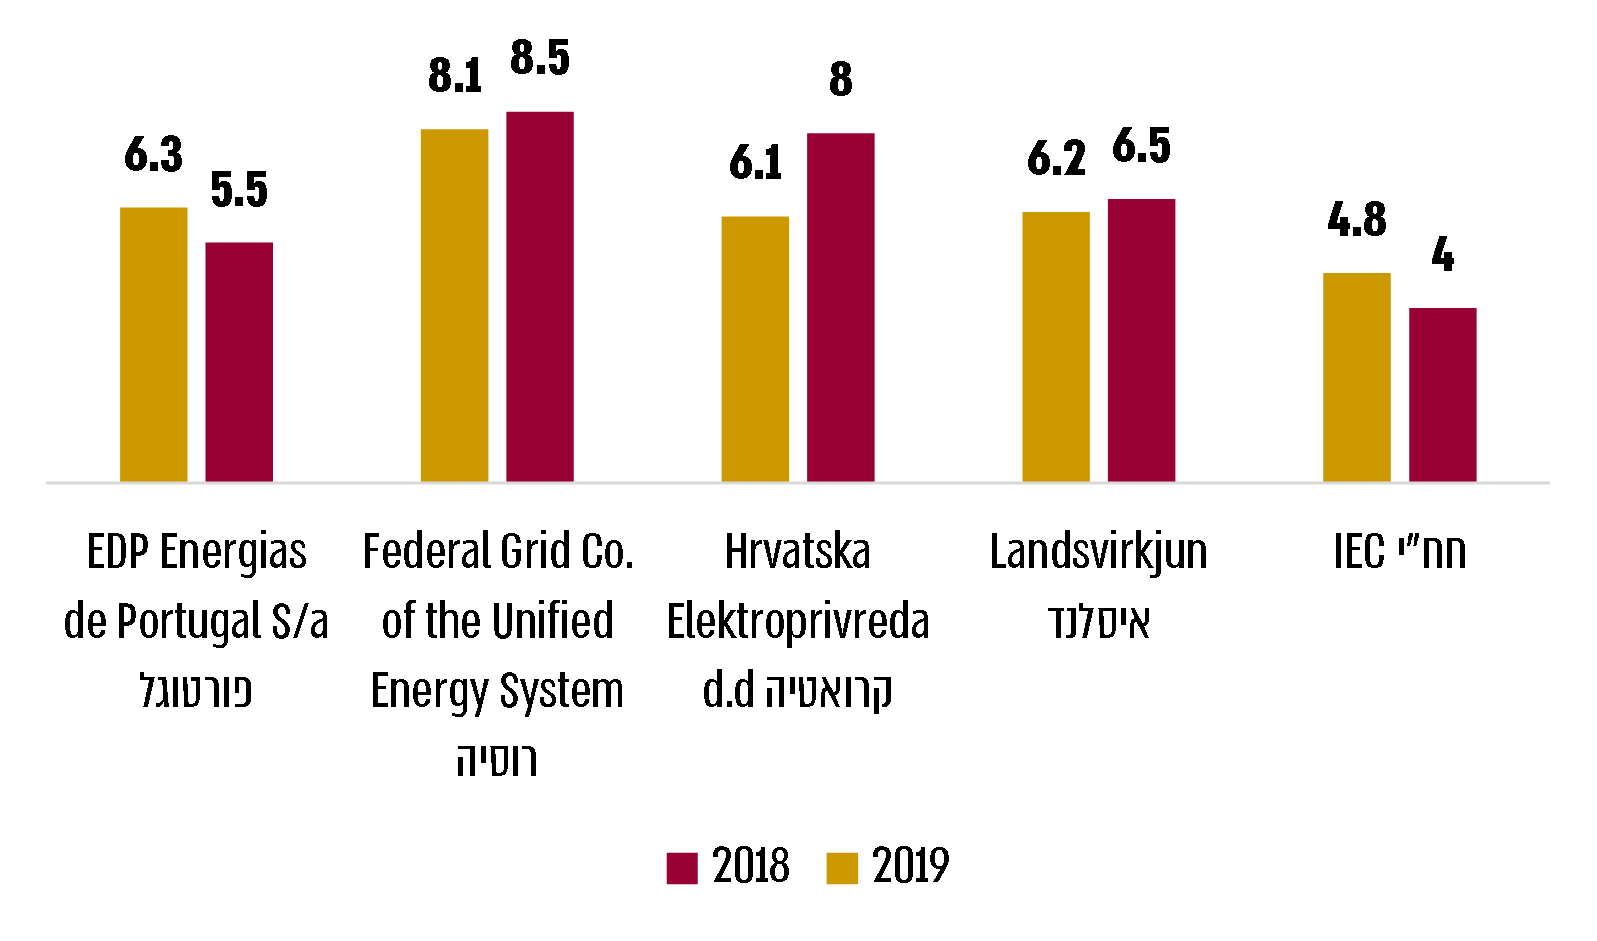 6.3
5.5
8.1
8.5
6.1
8
6.2
6.5
4.8
4
EDP Energias
de Portugal S/a
פורטוגל
Federal Grid Co.
of the Unified
Energy System
רוסיה
Hrvatska
Elektroprivreda
d.d קרואטיה
Landsvirkjun
איסלנד
IEC חח"י
2018
2019